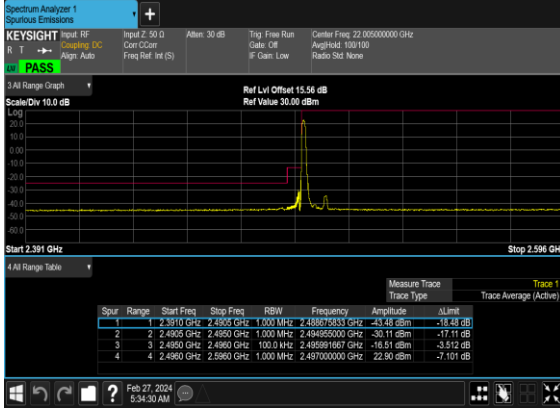 Spectrum Analyzer 1
Spurious Emissions
+
KEYSIGHT Input: RF Input Z: 50 Ω Atten: 30 dB Trig: Free Run Center Freq: 22.005000000 GHz
R T Coupling: DC Corr CCorr Gate: Off Avg|Hold: 100/100
Align: Auto Freq Ref: Int (S) IF Gain: Low Radio Std: None
PASS
3 All Range Graph
Ref Lvl Offset 15.56 dB
Scale/Div 10.0 dB Ref Value 30.00 dBm
Log
20.0
10.0
0.00
-10.0
-20.0
-30.0
-40.0
-50.0
-60.0
Start 2.391 GHz Stop 2.596 GH
4 All Range Table
Measure Trace Trace 1
Trace Type Trace Average (Active)
Spur Range Start Freq Stop Freq RBW Frequency Amplitude ΔLimit
1 1 2.3910 GHz 2.4905 GHz 1.000 MHz 2.488675833 GHz -43.48 dBm -18.48 dB
2 2 2.4905 GHz 2.4950 GHz 1.000 MHz 2.494955000 GHz -30.11 dBm -17.11 dB
3 3 2.4950 GHz 2.4960 GHz 100.0 kHz 2.495991667 GHz -16.51 dBm -3.512 dB
4 4 2.4960 GHz 2.5960 GHz 1.000 MHz 2.497000000 GHz 22.90 dBm -7.101 dB
? Feb 27, 2024
5:34:30 AM